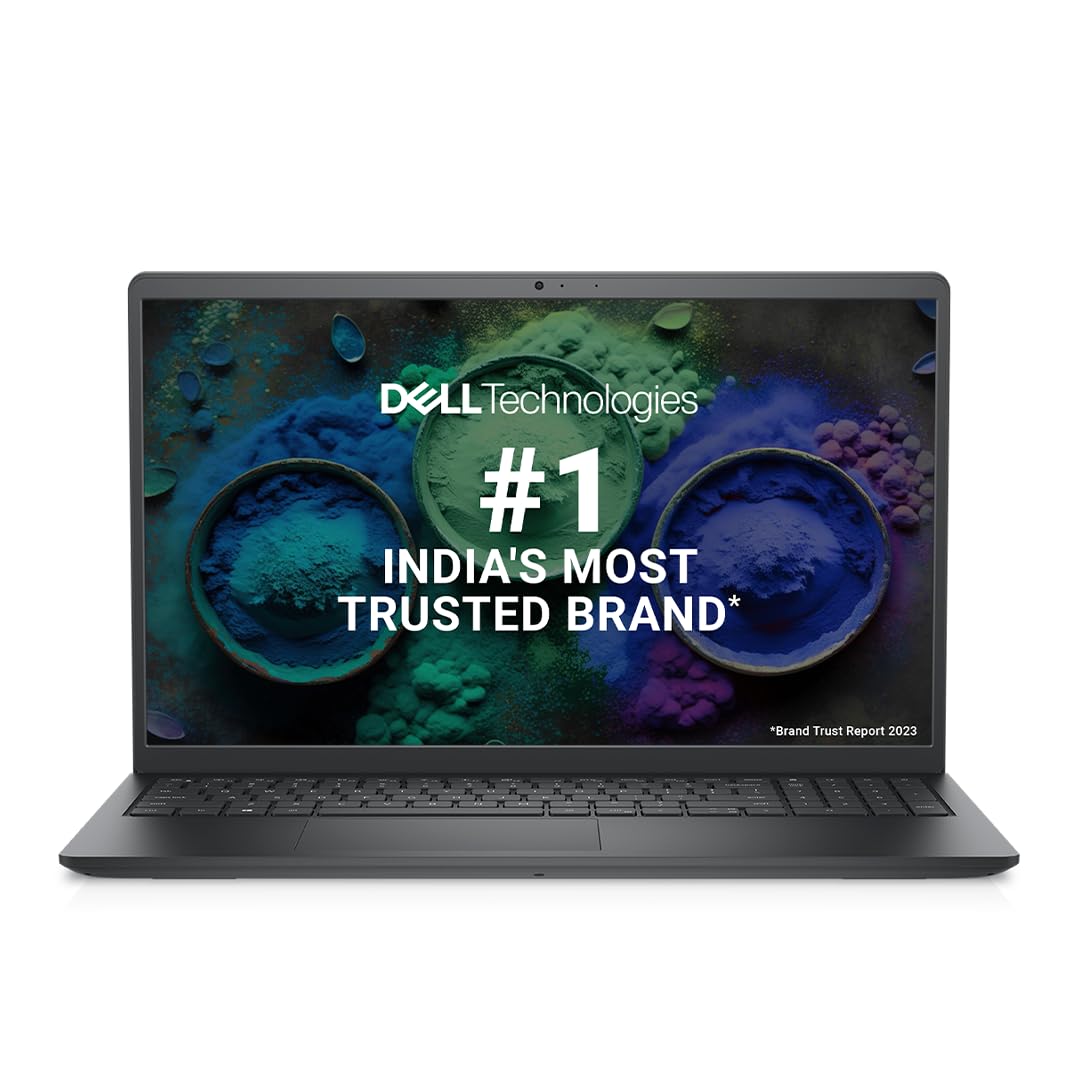 DELLTechnologies
#1
INDIA'S MOST
TRUSTED BRAND*
*Brand Trust Report 2023